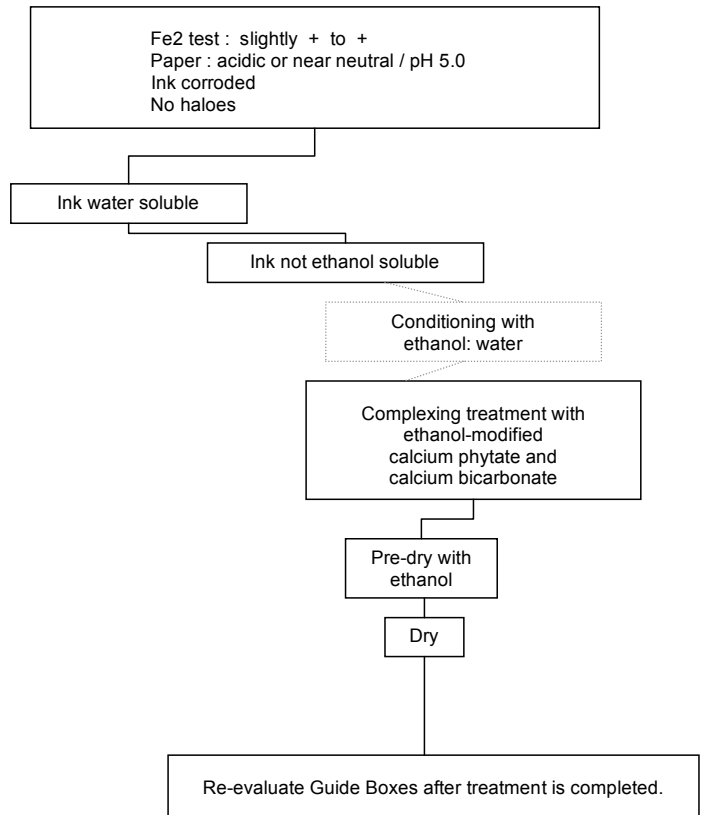 Fe2 test : slightly + to +
Paper : acidic or near neutral / pH 5.0
Ink corroded
No haloes
Ink water soluble
Ink not ethanol soluble
Conditioning with
ethanol: water
Complexing treatment with
ethanol-modified
calcium phytate and
calcium bicarbonate
Pre-dry with
ethanol
Dry
Re-evaluate Guide Boxes after treatment is completed.